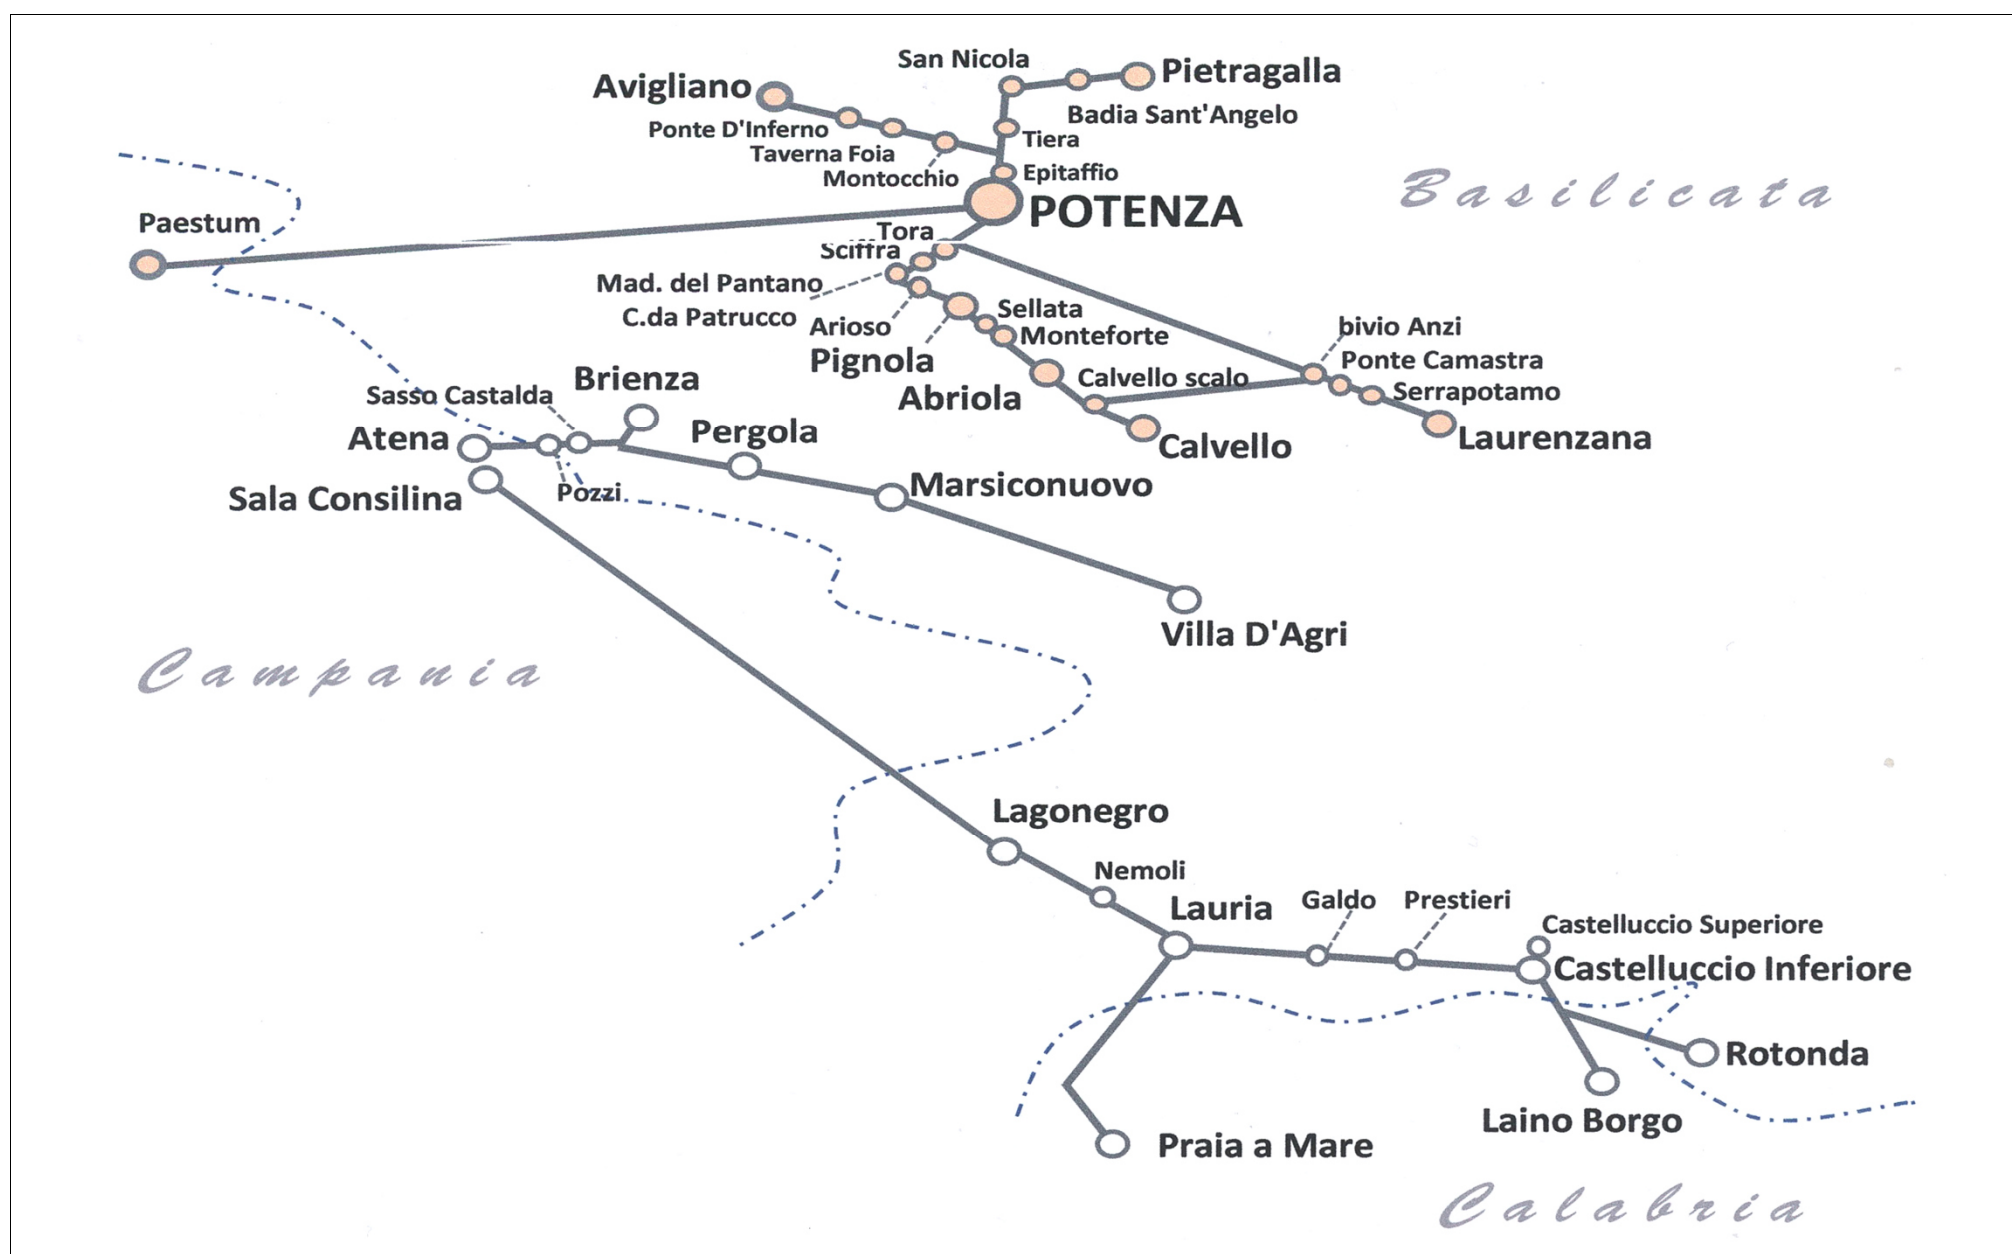 San Nicola
Pietragalla
Avigliano
Badia Sant'Angelo
Ponte D'Inferno
Tiera
Taverna Foia
Montocchio
Epitaffio
Basilicata
POTENZA
Paestum
Tora
Sciffra
Mad. del Pantano
C.da Patrucco
Arioso
Sellata
Monteforte
bivio Anzi
Pignola
Ponte Camastra
Calvello scalo
Serrapotamo
Abriola
Brienza
Sasso Castalda
Atena
Pergola
Calvello
Laurenzana
Marsiconuovo
Pozzi
Sala Consilina
Villa D'Agri
Campania
Lagonegro
Nemoli
Lauria
Galdo
Prestieri
Castelluccio Superiore
Castelluccio Inferiore
Rotonda
Laino Borgo
Praia a Mare
Calabria